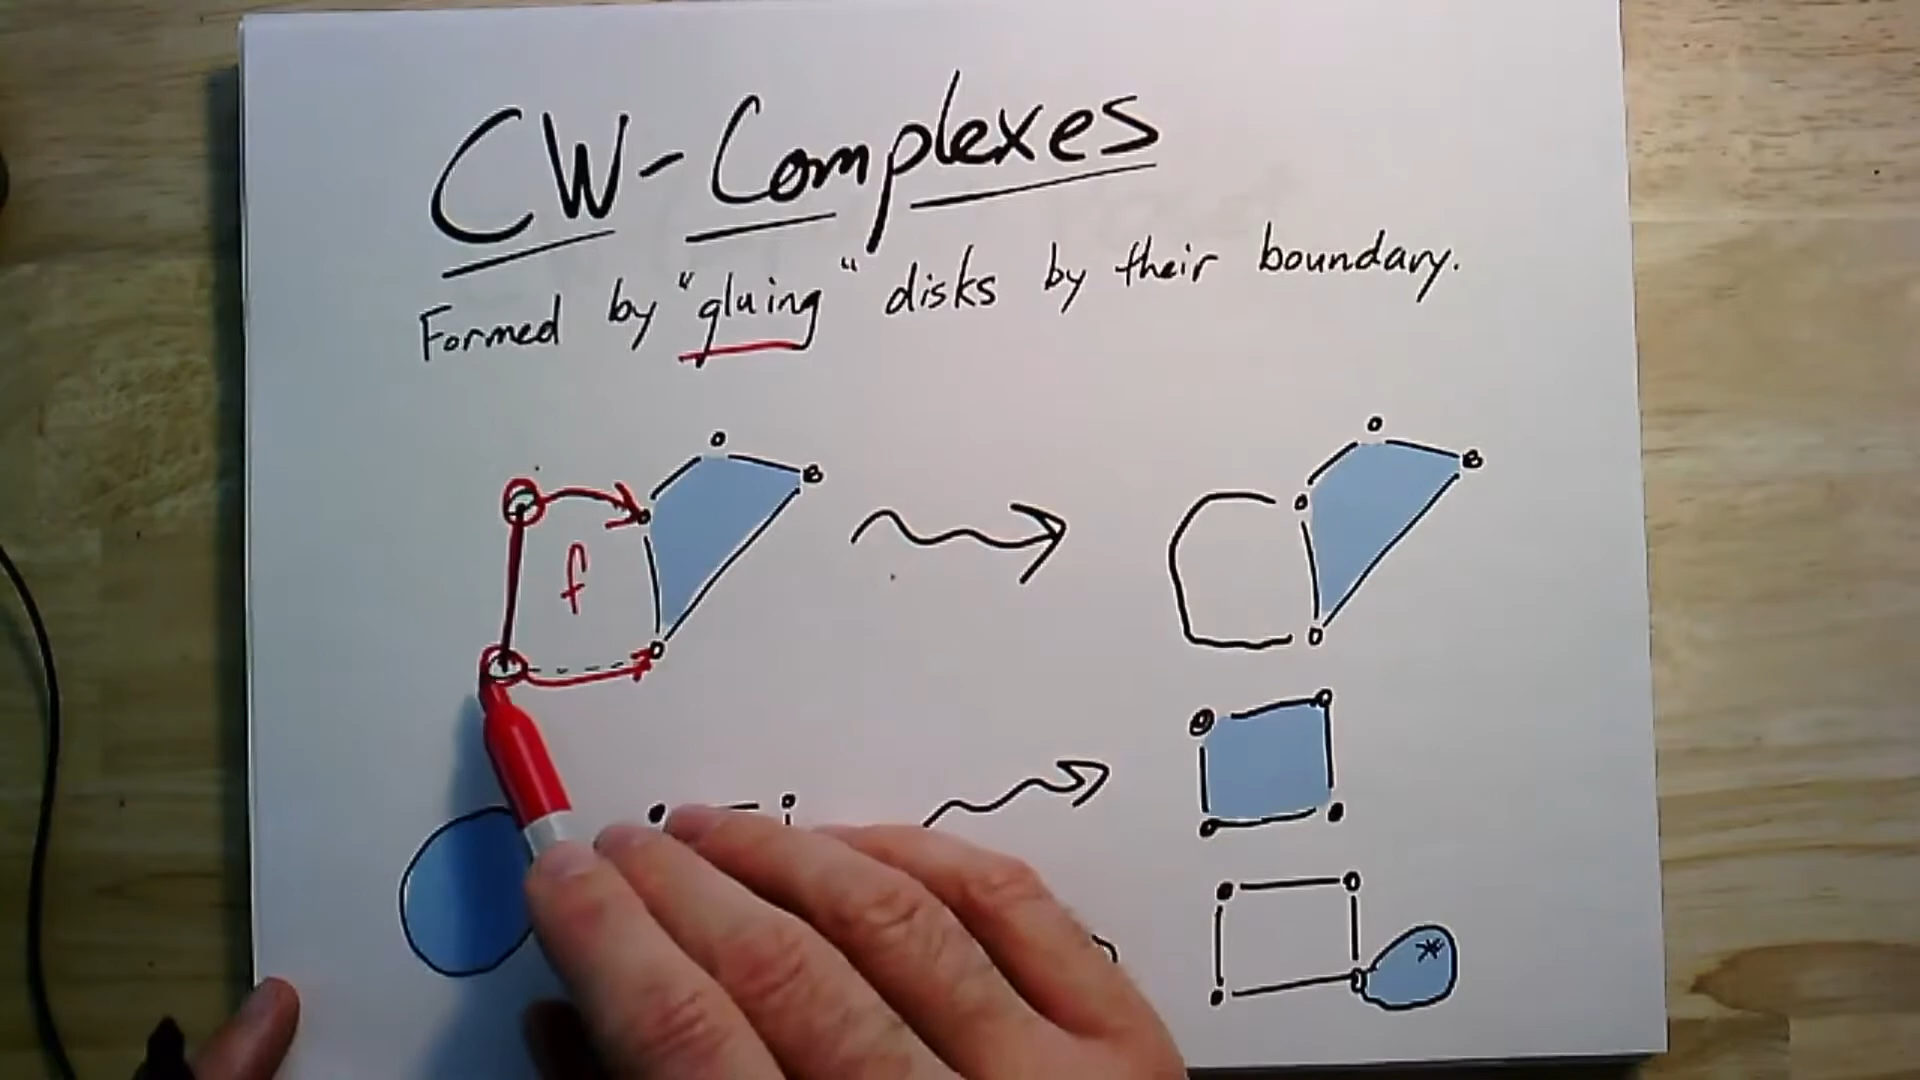 CW-Complexes
Formed by "gluing" disks by their boundary.
f